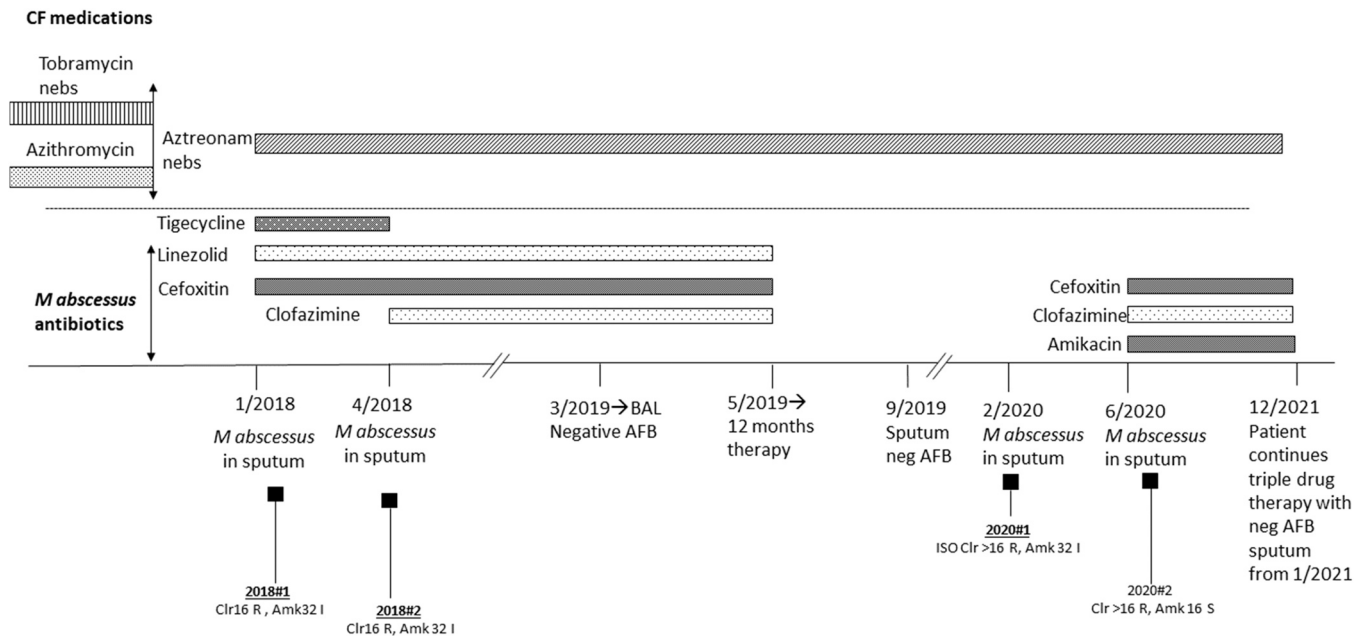 CF medications
Tobramycin
nebs
Azithromycin
Aztreonam
nebs
Tigecycline
Linezolid
Cefoxitin
Clofazimine
M abscessus
antibiotics
Cefoxitin
Clofazimine
Amikacin
1/2018
M abscessus
in sputum
4/2018
M abscessus
in sputum
3/2019→BAL
Negative AFB
5/2019→
12 months
therapy
9/2019
Sputum
neg AFB
2/2020
M abscessus
in sputum
6/2020
M abscessus
in sputum
12/2021
Patient
continues
triple drug
therapy with
neg AFB
sputum
from 1/2021
2018#1
Clr16 R , Amk32 I
2018#2
Clr16 R, Amk 32 I
2020#1
ISO Clr >16 R, Amk 32 I
2020#2
Clr >16 R, Amk 16 S